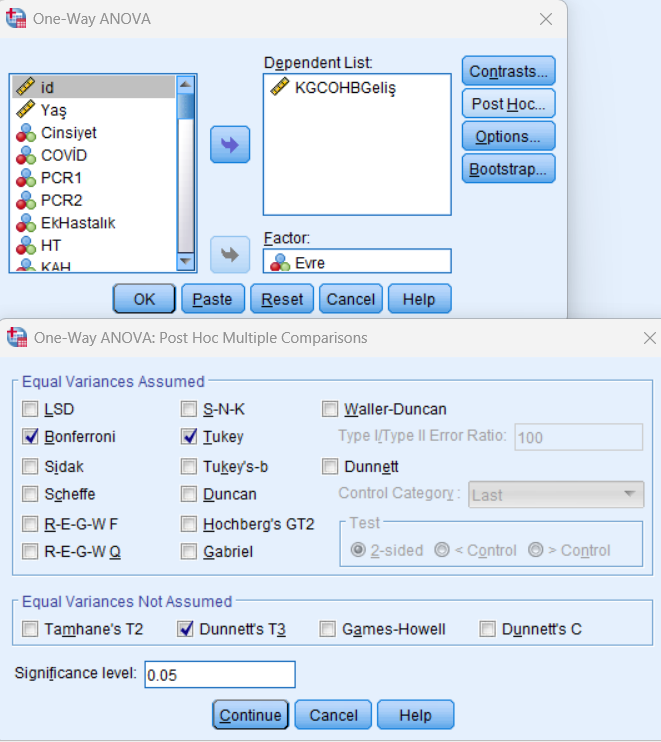 One-Way ANOVA
Dependent List:
id
Yaş
Cinsiyet
COVİD
PCR1
PCR2
EkHastalık
HT
KAH
KGCOHBGeliş
Contrasts...
Post Hoc...
Options...
Bootstrap...
Factor:
Evre
OK Paste Reset Cancel Help
One-Way ANOVA: Post Hoc Multiple Comparisons
Equal Variances Assumed
LSD S-N-K Waller-Duncan
Bonferroni Tukey Type I/Type II Error Ratio: 100
Sidak Tukey's-b Dunnett
Scheffe Duncan Control Category: Last
R-E-G-W F Hochberg's GT2 Test
R-E-G-W Q Gabriel 2-sided < Control > Control
Equal Variances Not Assumed
Tamhane's T2 Dunnett's T3 Games-Howell Dunnett's C
Significance level: 0.05
Continue Cancel Help